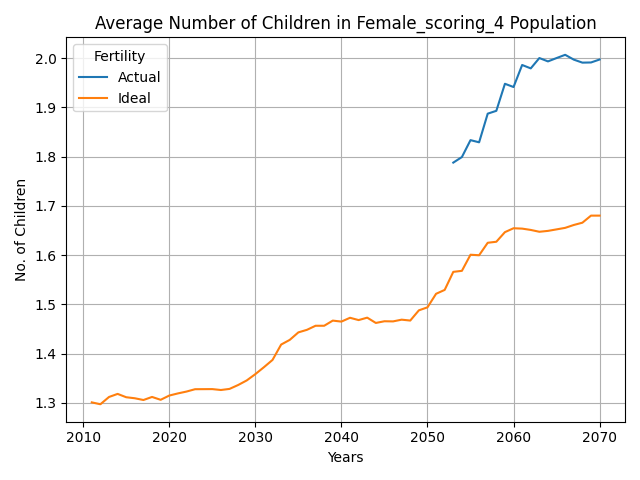 Average Number of Children in Female_scoring_4 Population
Fertility
Actual
Ideal
No. of Children
2.0
1.9
1.8
1.7
1.6
1.5
1.4
1.3
2010 2020 2030 2040 2050 2060 2070
Years